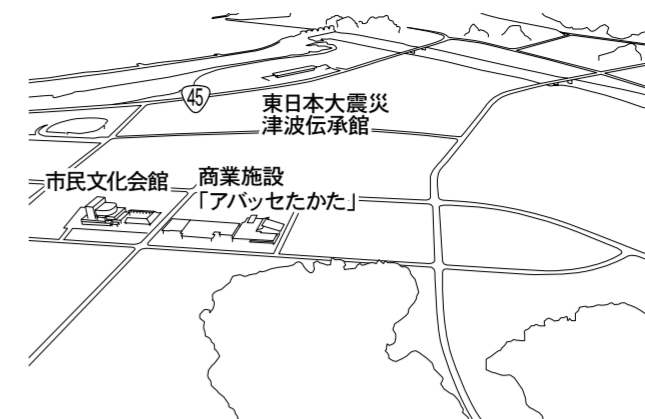 45
東日本大震災
津波伝承館
市民文化会館
商業施設
「アバッセたかた」